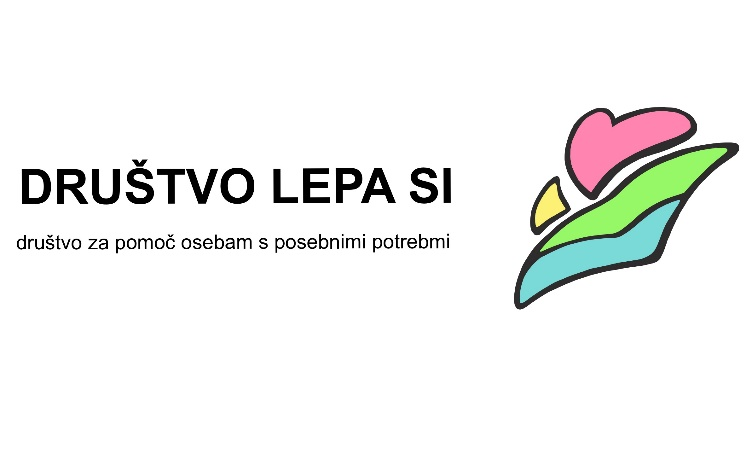 DRUŠTVO LEPA SI
društvo za pomoč osebam s posebnimi potrebmi